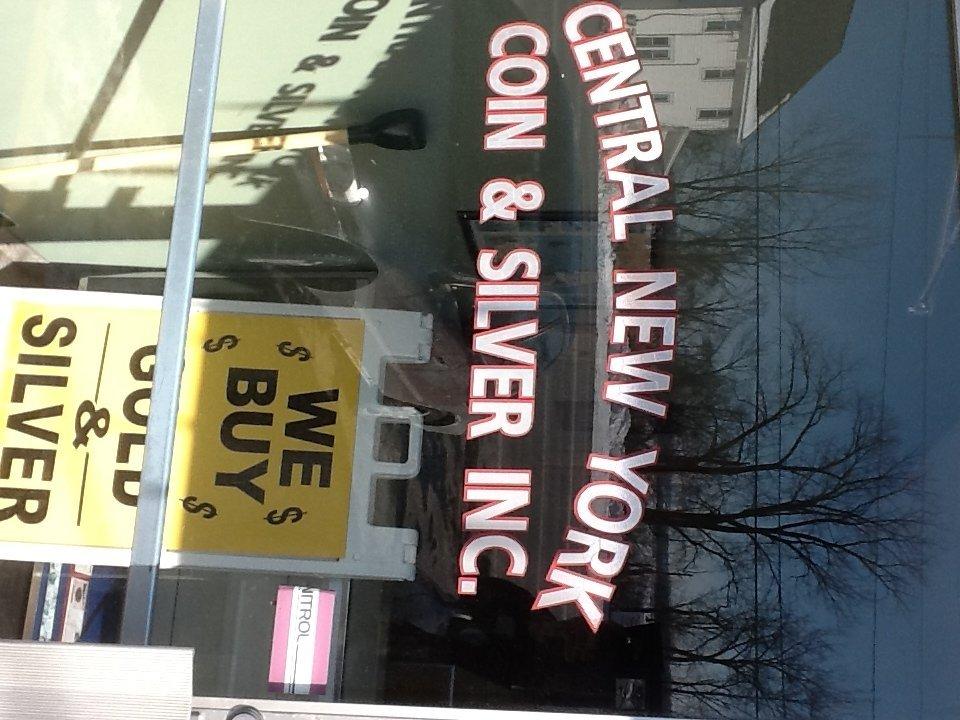 CENTRAL NEW YORK
COIN & SILVER INC.
$ WE $
$ BUY $
GOLD
&
SILVER